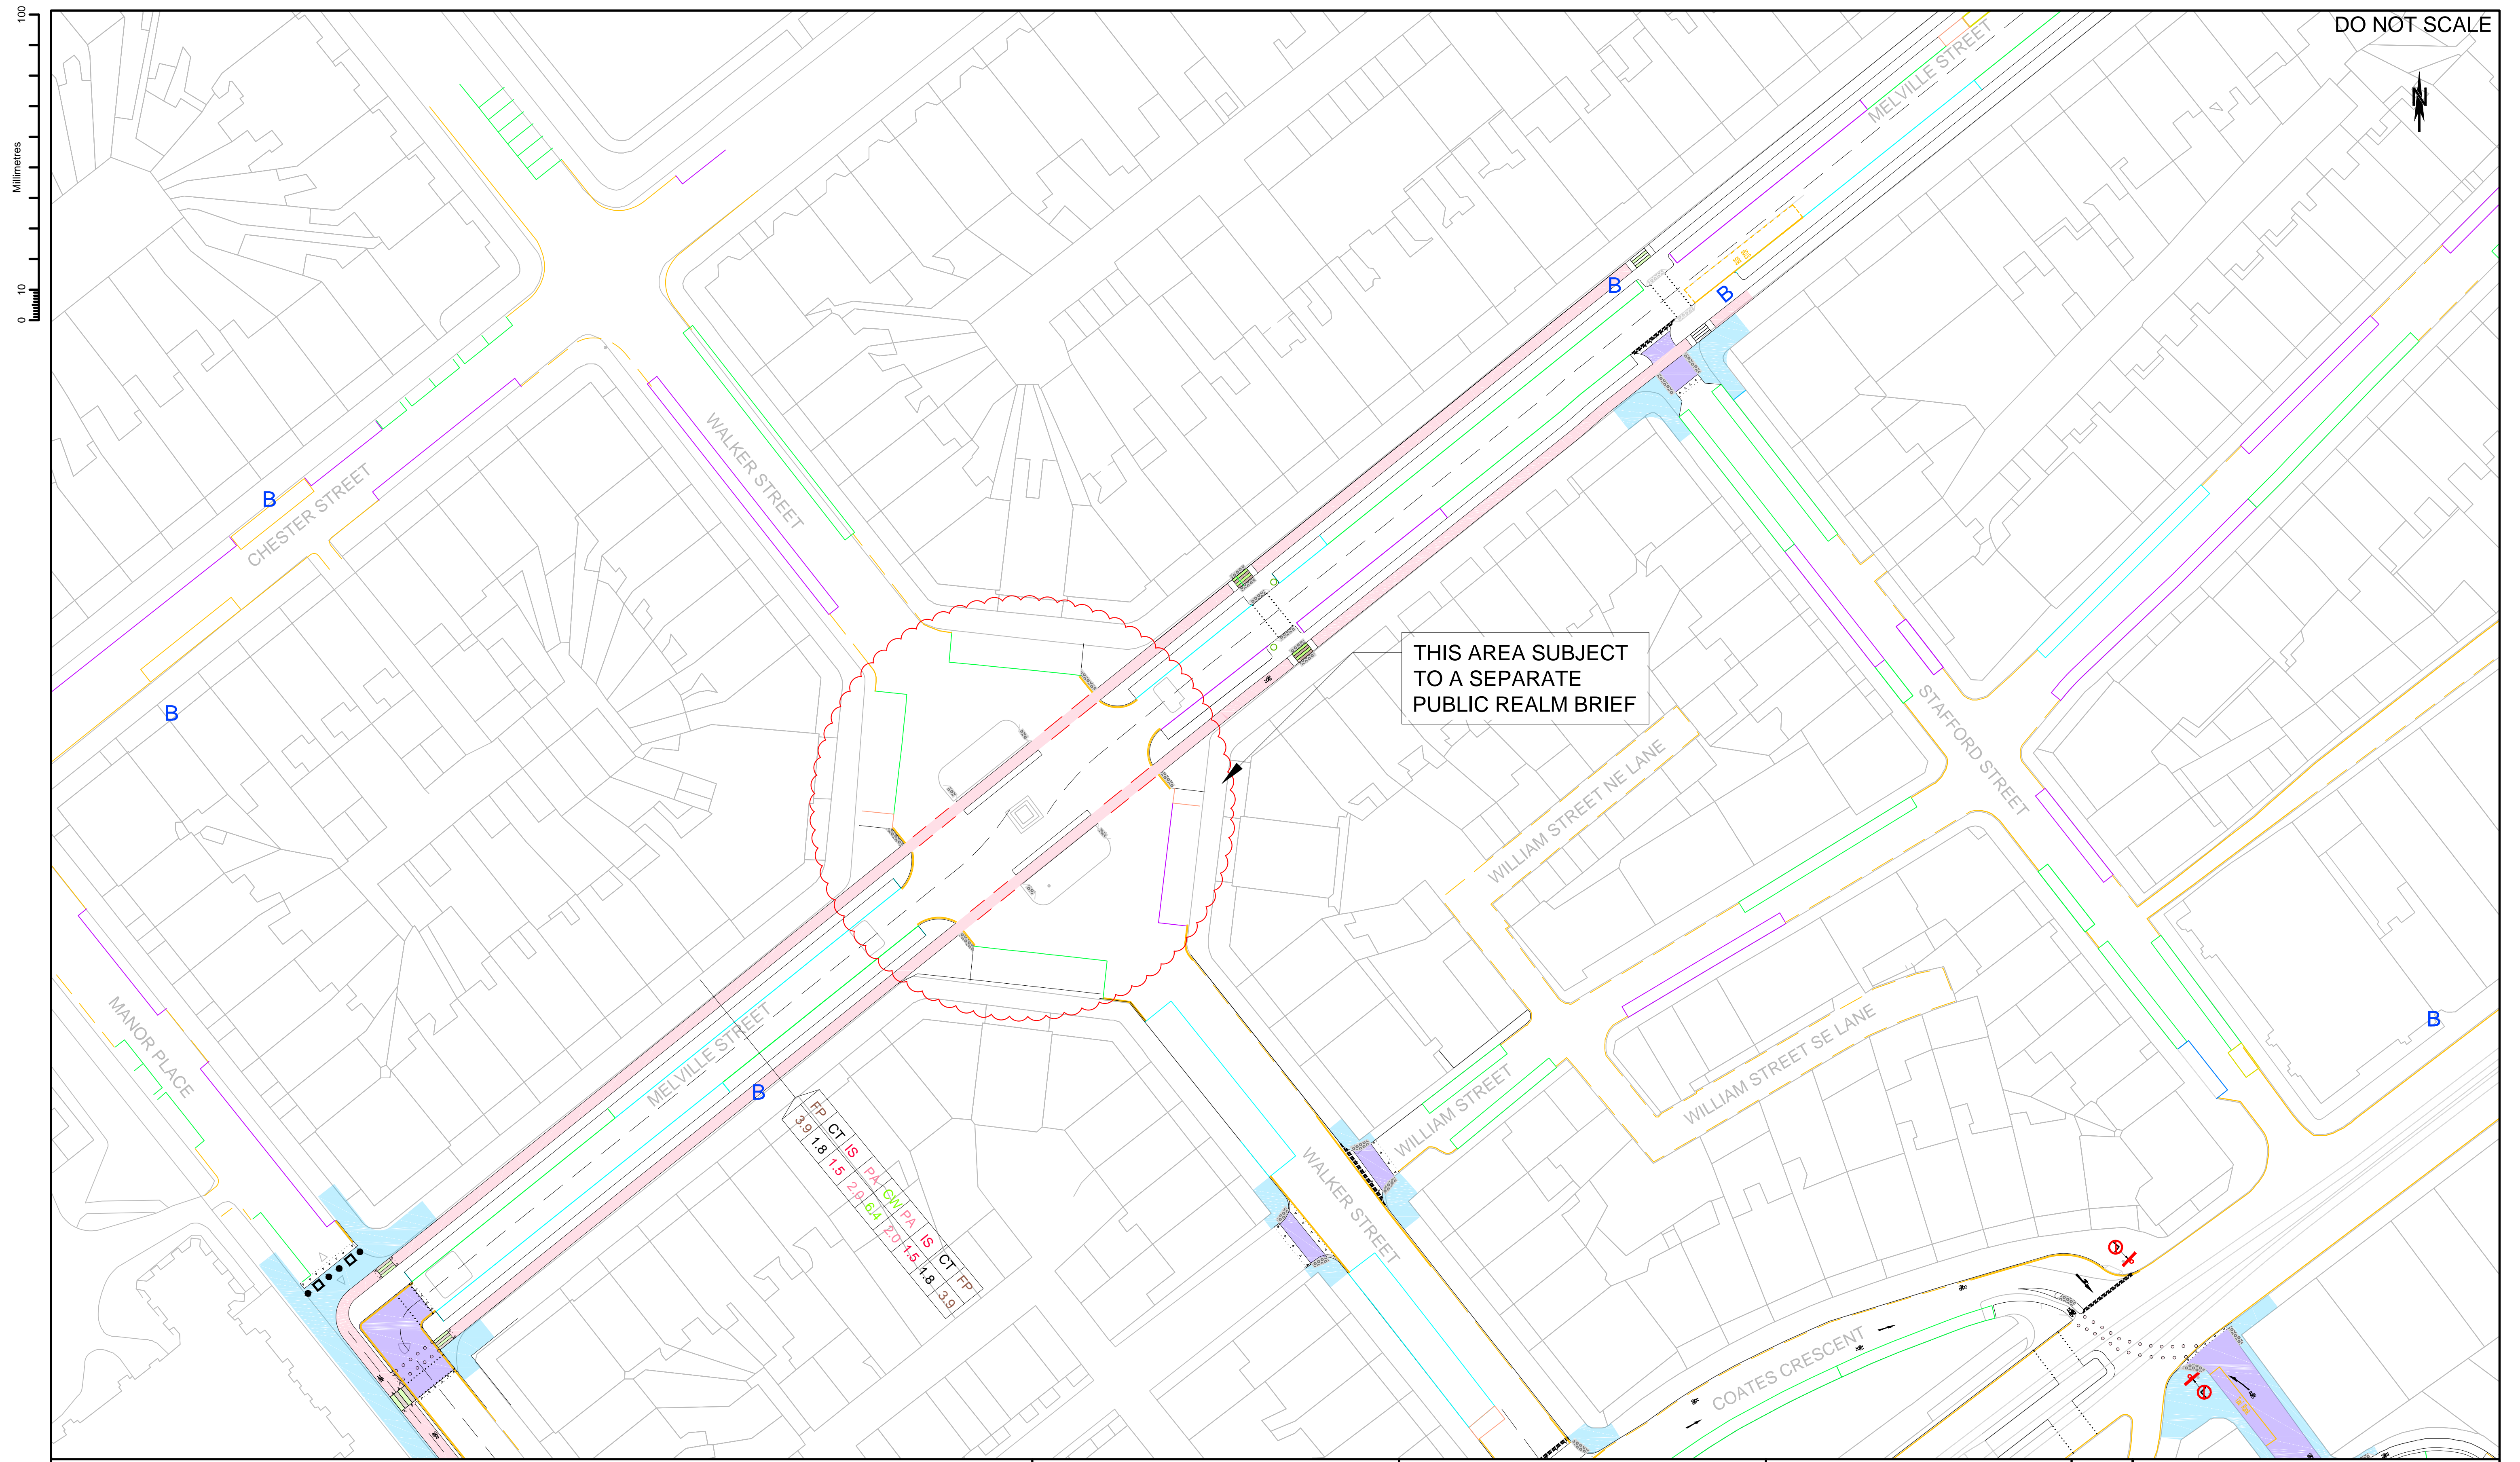 DO NOT SCALE
100
Millimetres
10
0
N
MELVILLE STREET
B
B
WALKER STREET
B
CHESTER STREET
THIS AREA SUBJECT
TO A SEPARATE
PUBLIC REALM BRIEF
B
STAFFORD STREET
WILLIAM STREET NE LANE
MANOR PLACE
MELVILLE STREET
B
B
WILLIAM STREET SE LANE
WILLIAM STREET
FP CT IS PA CW PA IS CT FP
3.9 1.8 1.5 2.0 6.4 2.0 1.5 1.8 3.9
WALKER STREET
COATES CRESCENT